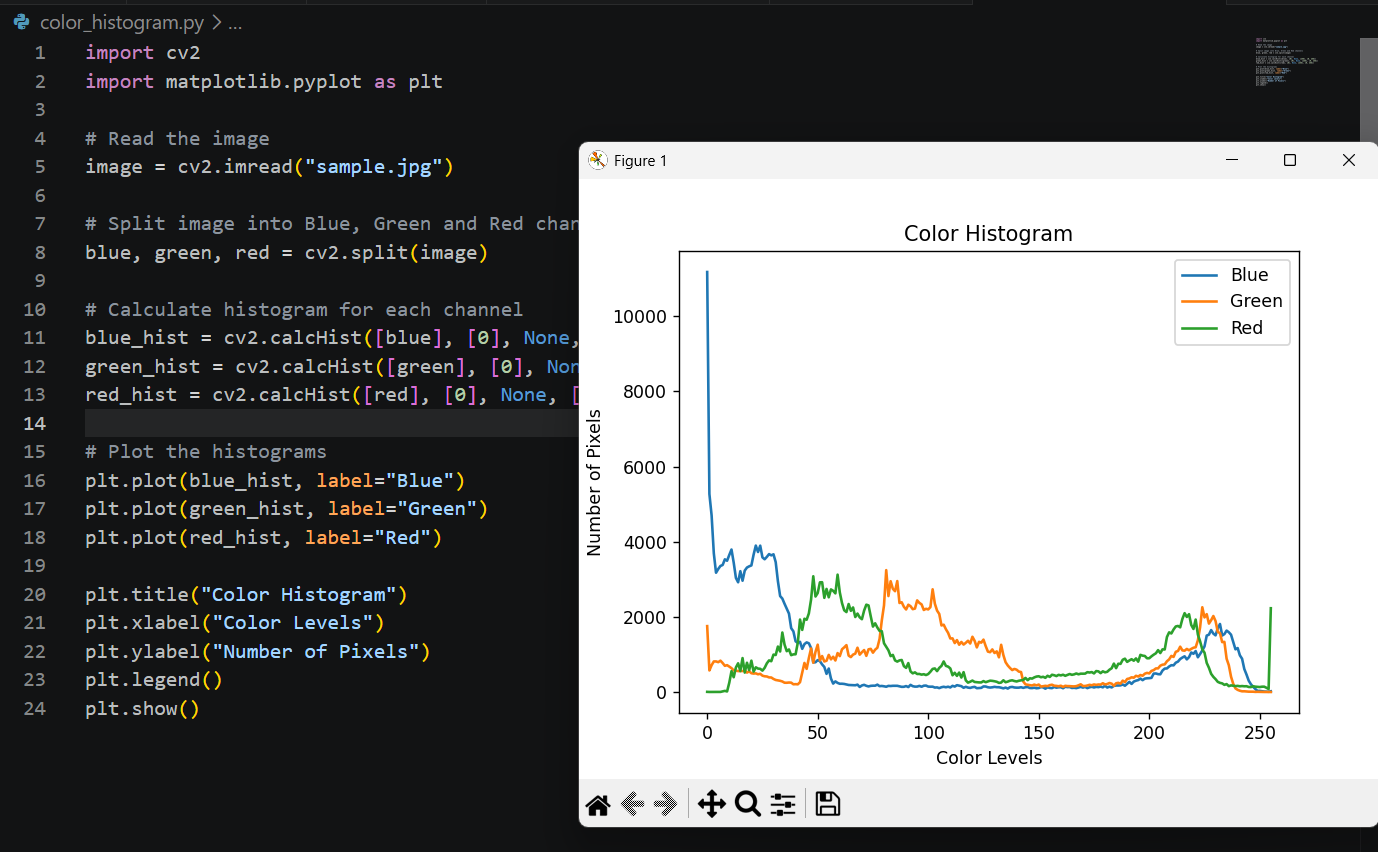 color_histogram.py > ...
1 import cv2
2 import matplotlib.pyplot as plt
3
4 # Read the image
5 image = cv2.imread("sample.jpg")
6
7 # Split image into Blue, Green and Red chan
8 blue, green, red = cv2.split(image)
9
10 # Calculate histogram for each channel
11 blue_hist = cv2.calcHist([blue], [0], None,
12 green_hist = cv2.calcHist([green], [0], Non
13 red_hist = cv2.calcHist([red], [0], None, [
14
15 # Plot the histograms
16 plt.plot(blue_hist, label="Blue")
17 plt.plot(green_hist, label="Green")
18 plt.plot(red_hist, label="Red")
19
20 plt.title("Color Histogram")
21 plt.xlabel("Color Levels")
22 plt.ylabel("Number of Pixels")
23 plt.legend()
24 plt.show()
Figure 1
Color Histogram
Blue
Green
Red
Number of Pixels
10000
8000
6000
4000
2000
0
0 50 100 150 200 250
Color Levels